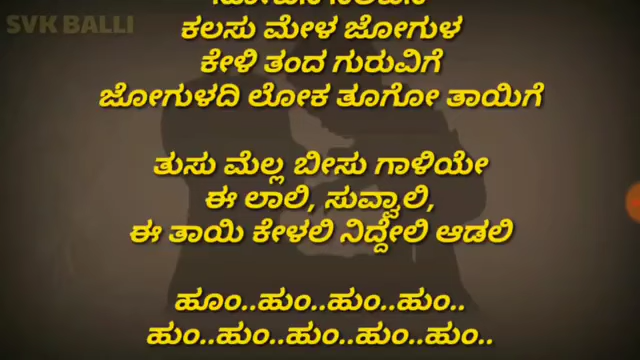 SVK BALLI
ಕಲಸು ಮೇಳ ಜೋಗುಳ
ಕೇಳಿ ತಂದ ಗುರುವಿಗೆ
ಜೋಗುಳದಿ ಲೋಕ ತೂಗೋ ತಾಯಿಗೆ
ತುಸು ಮೆಲ್ಲ ಬೀಸು ಗಾಳಿಯೇ
ಈ ಲಾಲಿ, ಸುವ್ವಾಲಿ,
ಈ ತಾಯಿ ಕೇಳಲಿ ನಿದ್ದೇಲಿ ಆಡಲಿ
ಹೂಂ..ಹುಂ..ಹುಂ..ಹುಂ..
ಹುಂ..ಹುಂ..ಹುಂ..ಹುಂ..ಹುಂ..